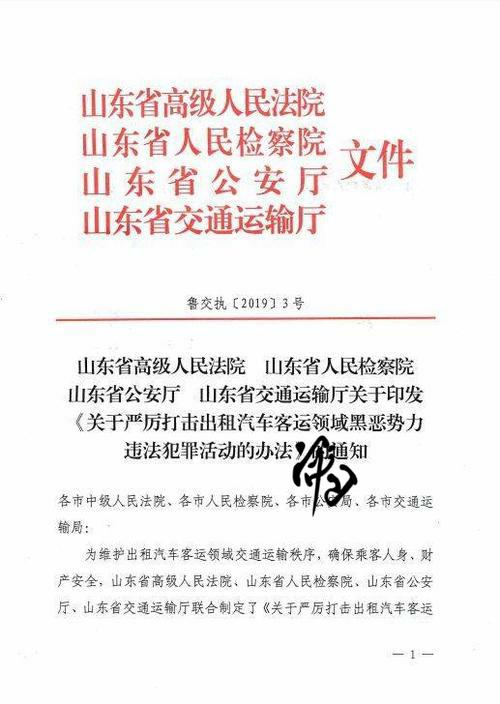 山东省高级人民法院
山东省人民检察院
山东省公安厅
山东省交通运输厅
文件
鲁交执〔2019〕3号
山东省高级人民法院 山东省人民检察院
山东省公安厅 山东省交通运输厅关于印发
《关于严厉打击出租汽车客运领域黑恶势力
违法犯罪活动的办法》的通知
各市中级人民法院、各市人民检察院、各市公安局、各市交通运
输局:
为维护出租汽车客运领域交通运输秩序,确保乘客人身、财
产安全,山东省高级人民法院、山东省人民检察院、山东省公安
厅、山东省交通运输厅联合制定了《关于严厉打击出租汽车客运
— 1 —